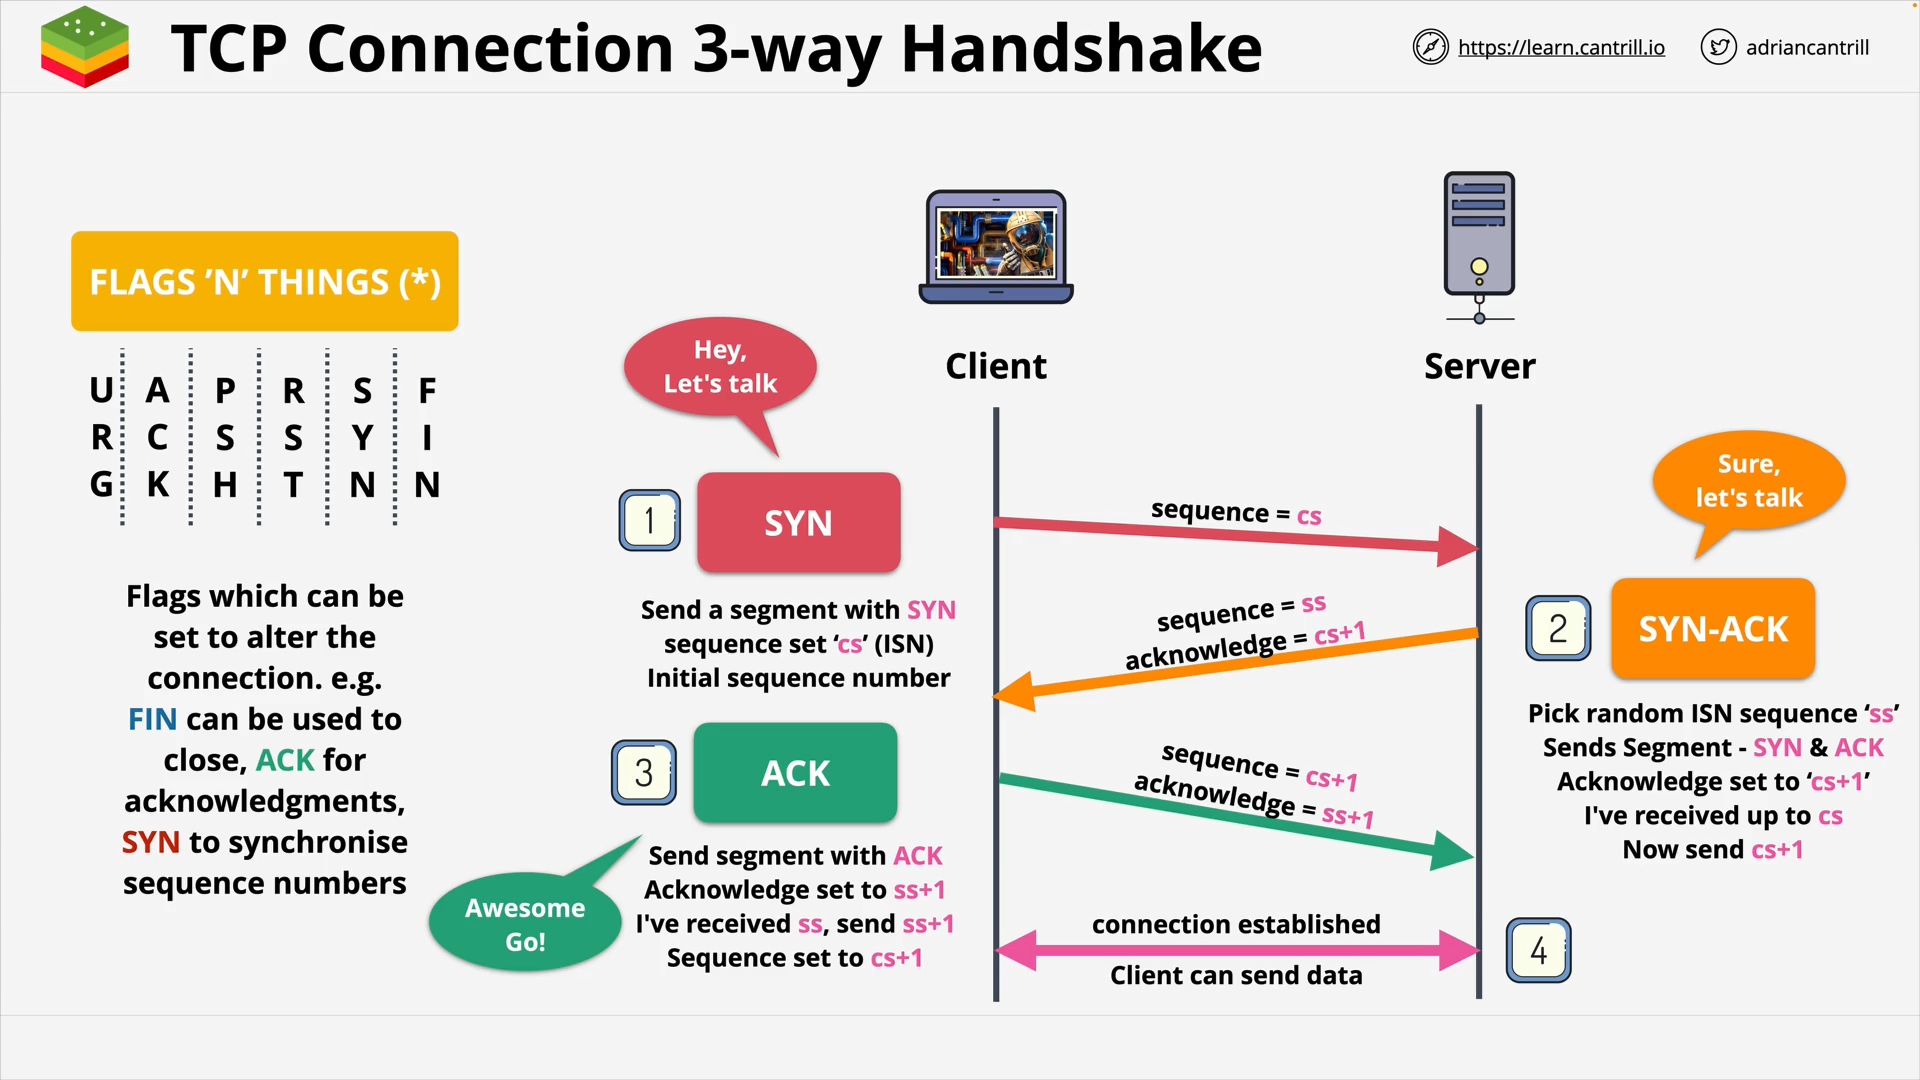 TCP Connection 3-way Handshake
https://learn.cantrill.io
adriancantrill
FLAGS ’N’ THINGS (*)
URG
ACK
PSH
RST
SYN
FIN
Flags which can be
set to alter the
connection. e.g.
FIN can be used to
close, ACK for
acknowledgments,
SYN to synchronise
sequence numbers
Client
Server
Hey,
Let's talk
1
SYN
Send a segment with SYN
sequence set ‘cs’ (ISN)
Initial sequence number
sequence = cs
Sure,
let's talk
2
SYN-ACK
Pick random ISN sequence ‘ss’
Sends Segment - SYN & ACK
Acknowledge set to ‘cs+1’
I've received up to cs
Now send cs+1
sequence = ss
acknowledge = cs+1
3
ACK
Send segment with ACK
Acknowledge set to ss+1
I've received ss, send ss+1
Sequence set to cs+1
Awesome
Go!
sequence = cs+1
acknowledge = ss+1
connection established
Client can send data
4